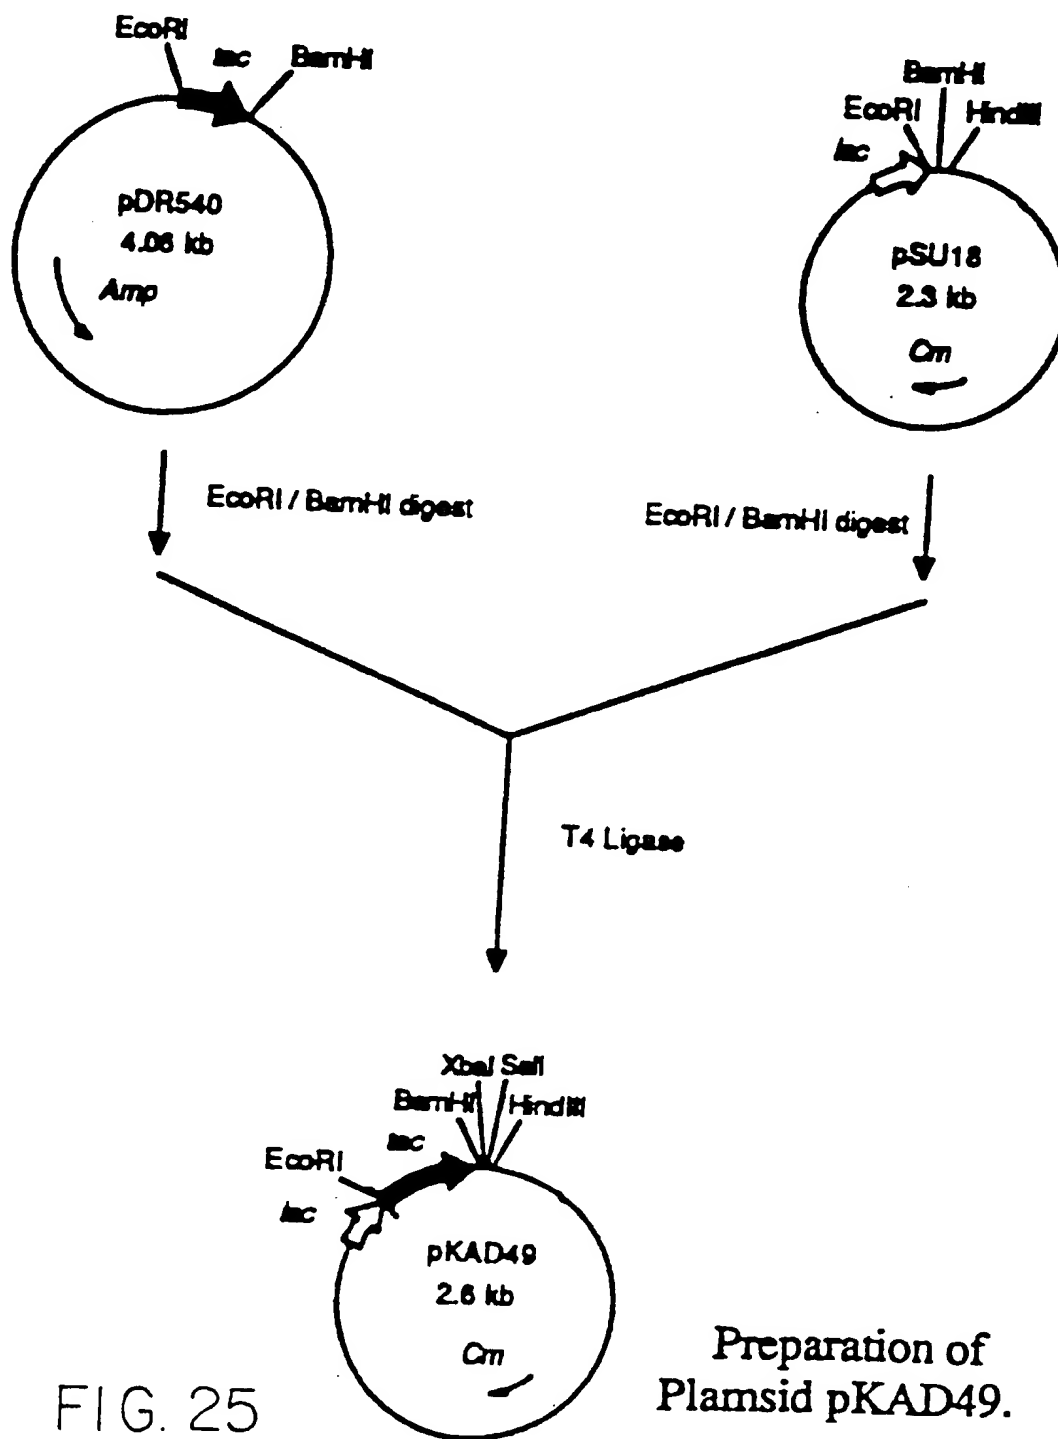 EcoRI
tac
BamHI
pDR540
4.06 kb
Amp
BamHI
EcoRI
HindIII
lac
pSU18
2.3 kb
Cm
EcoRI / BamHI digest
EcoRI / BamHI digest
T4 Ligase
XbaI SalI
BamHI HindIII
tac
EcoRI
lac
pKAD49
2.6 kb
Cm
Preparation of
Plamsid pKAD49.
FIG. 25